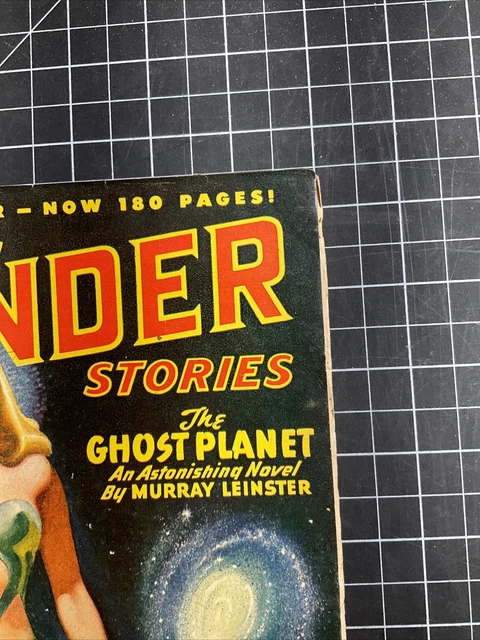 R — NOW 180 PAGES!
NDER
STORIES
The
GHOST PLANET
An Astonishing Novel
By MURRAY LEINSTER